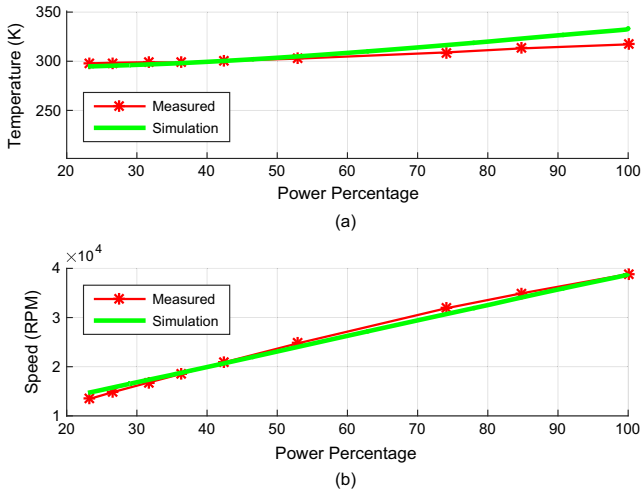 350
300
250
Temperature (K)
Measured
Simulation
20 30 40 50 60 70 80 90 100
Power Percentage
(a)
×10^4
4
3
2
1
Speed (RPM)
Measured
Simulation
20 30 40 50 60 70 80 90 100
Power Percentage
(b)